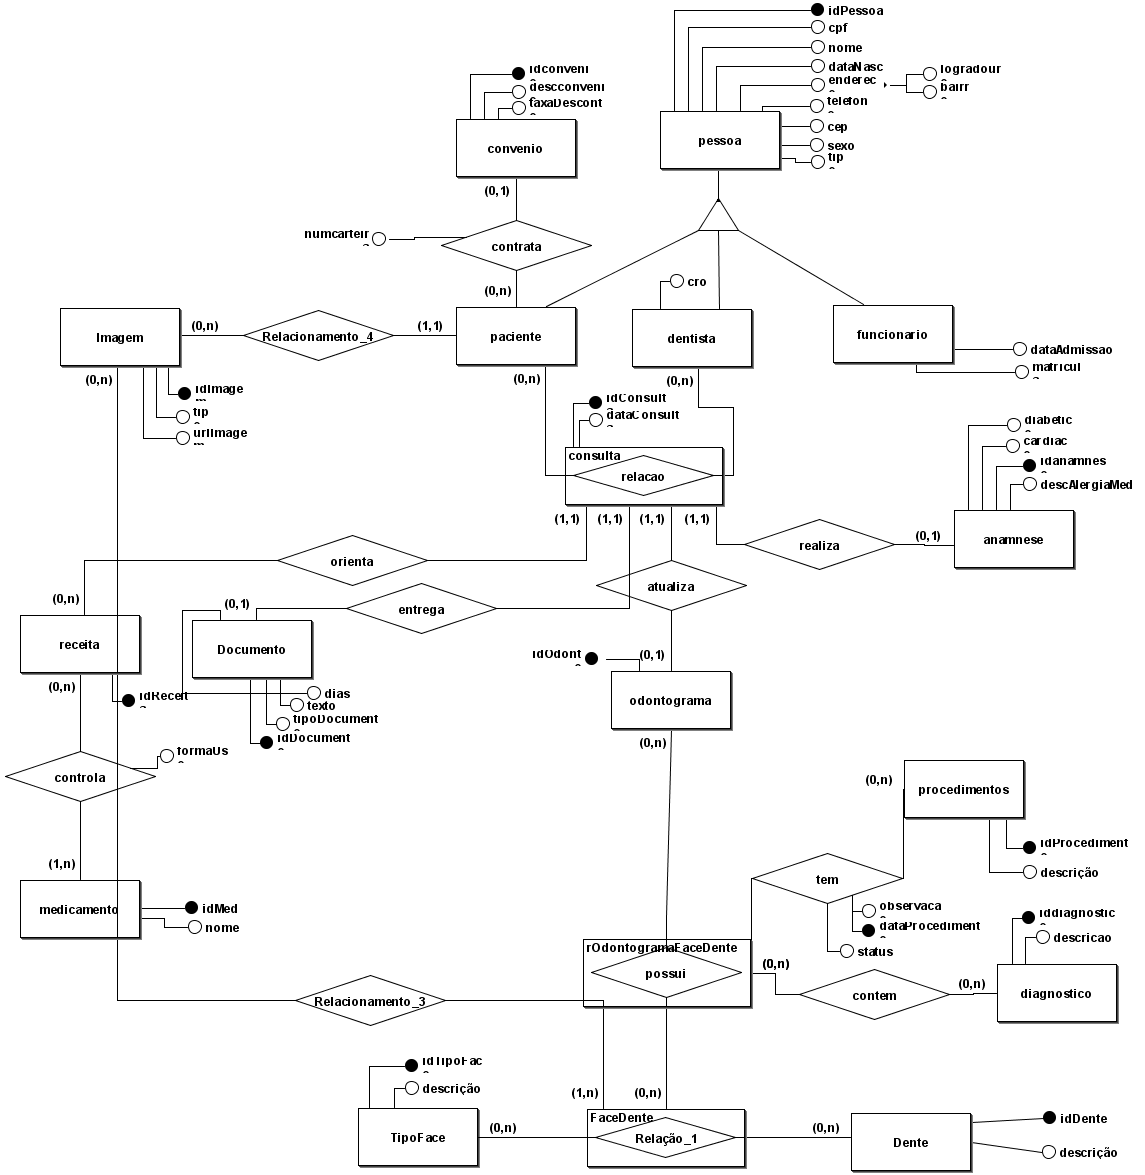 idPessoa
cpf
nome
dataNasc
enderec
logradour
bairr
telefon
cep
sexo
tip
pessoa
idconveni
descconveni
taxaDescont
convenio
(0,1)
numcarteir
contrata
(0,n)
cro
Imagem
(0,n)
Relacionamento_4
(1,1)
paciente
dentista
funcionario
dataAdmissao
matricul
(0,n)
(0,n)
(0,n)
idImage
tip
urlImage
idConsult
dataConsult
consulta
relacao
diabetic
cardiac
idanamnes
descAlergiaMed
(1,1)
(1,1)
(1,1)
(1,1)
realiza
(0,1)
anamnese
orienta
atualiza
(0,n)
(0,1)
entrega
receita
Documento
idOdont
(0,1)
(0,n)
idReceit
dias
texto
tipoDocument
idDocument
odontograma
(0,n)
formaUs
controla
(0,n)
procedimentos
idProcediment
descrição
(1,n)
medicamento
idMed
nome
tem
observaca
dataProcediment
status
iddiagnostic
descricao
rOdontogramaFaceDente
possui
(0,n)
contem
(0,n)
diagnostico
Relacionamento_3
idTipoFac
descrição
(1,n)
(0,n)
TipoFace
(0,n)
FaceDente
Relação_1
(0,n)
Dente
idDente
descrição